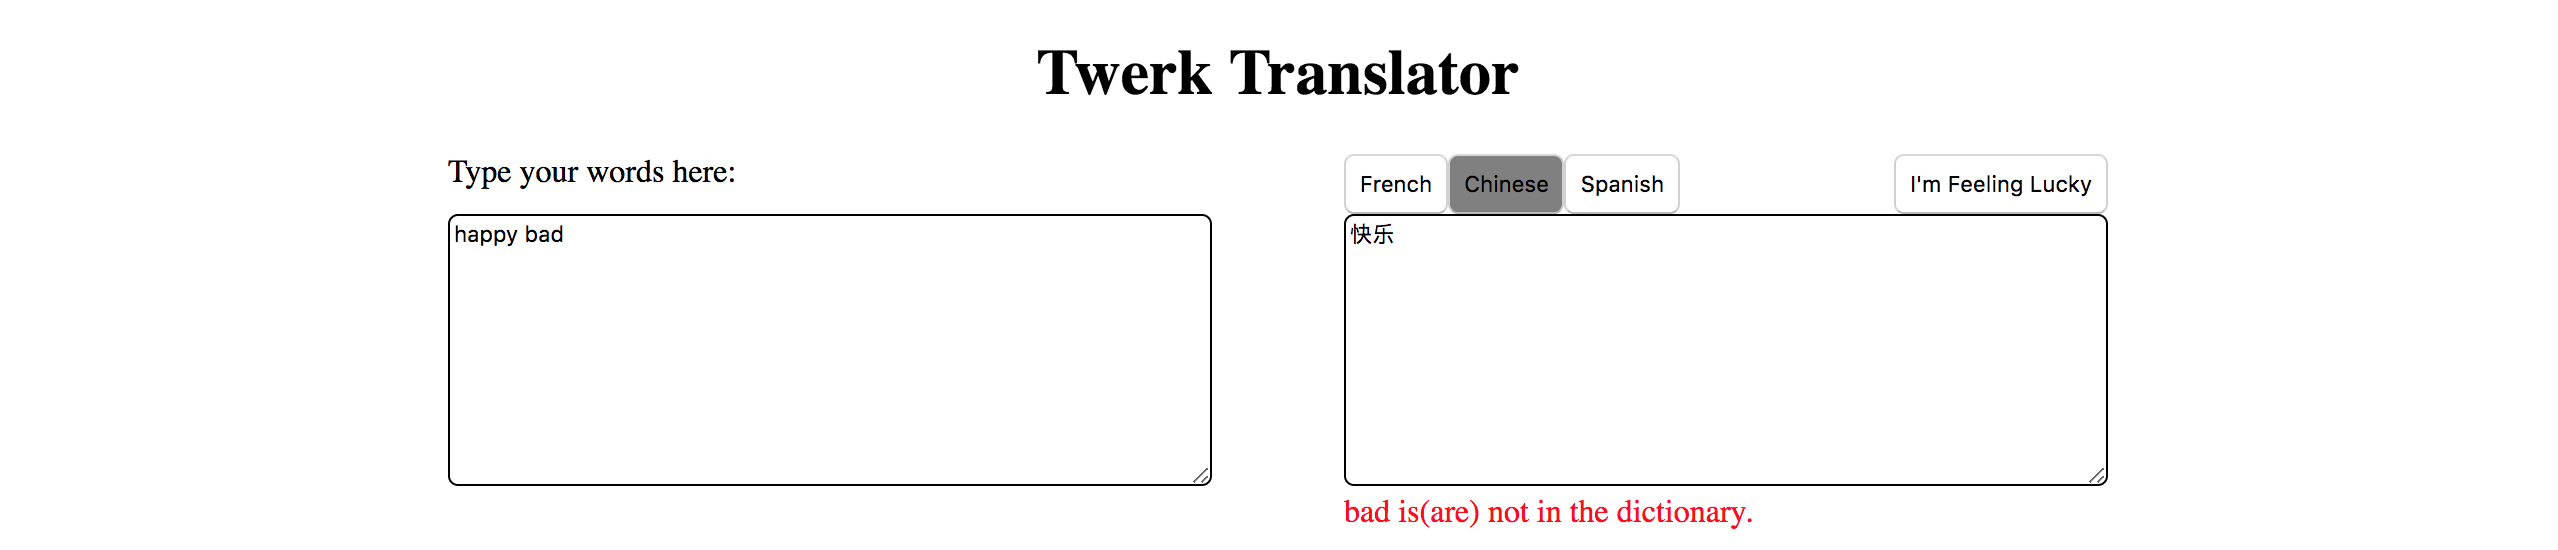 Twerk Translator
Type your words here:
French Chinese Spanish I'm Feeling Lucky
happy bad
快乐
bad is(are) not in the dictionary.